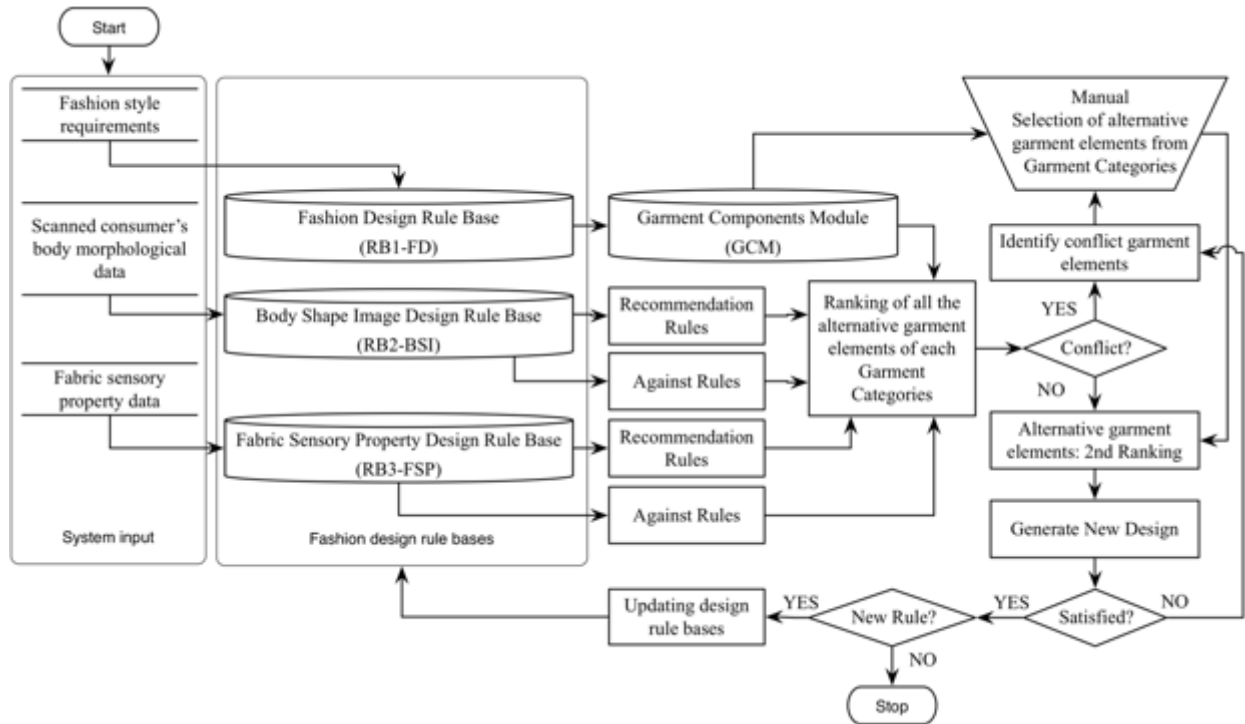 Start
Fashion style
requirements
Scanned consumer's
body morphological
data
Fabric sensory
property data
System input
Fashion Design Rule Base
(RB1-FD)
Body Shape Image Design Rule Base
(RB2-BSI)
Fabric Sensory Property Design Rule Base
(RB3-FSP)
Fashion design rule bases
Garment Components Module
(GCM)
Recommendation
Rules
Against Rules
Recommendation
Rules
Against Rules
Ranking of all the
alternative garment
elements of each
Garment
Categories
Manual
Selection of alternative
garment elements from
Garment Categories
Identify conflict garment
elements
YES
Conflict?
NO
Alternative garment
elements: 2nd Ranking
Generate New Design
Satisfied?
NO
YES
New Rule?
YES
Updating design
rule bases
NO
Stop